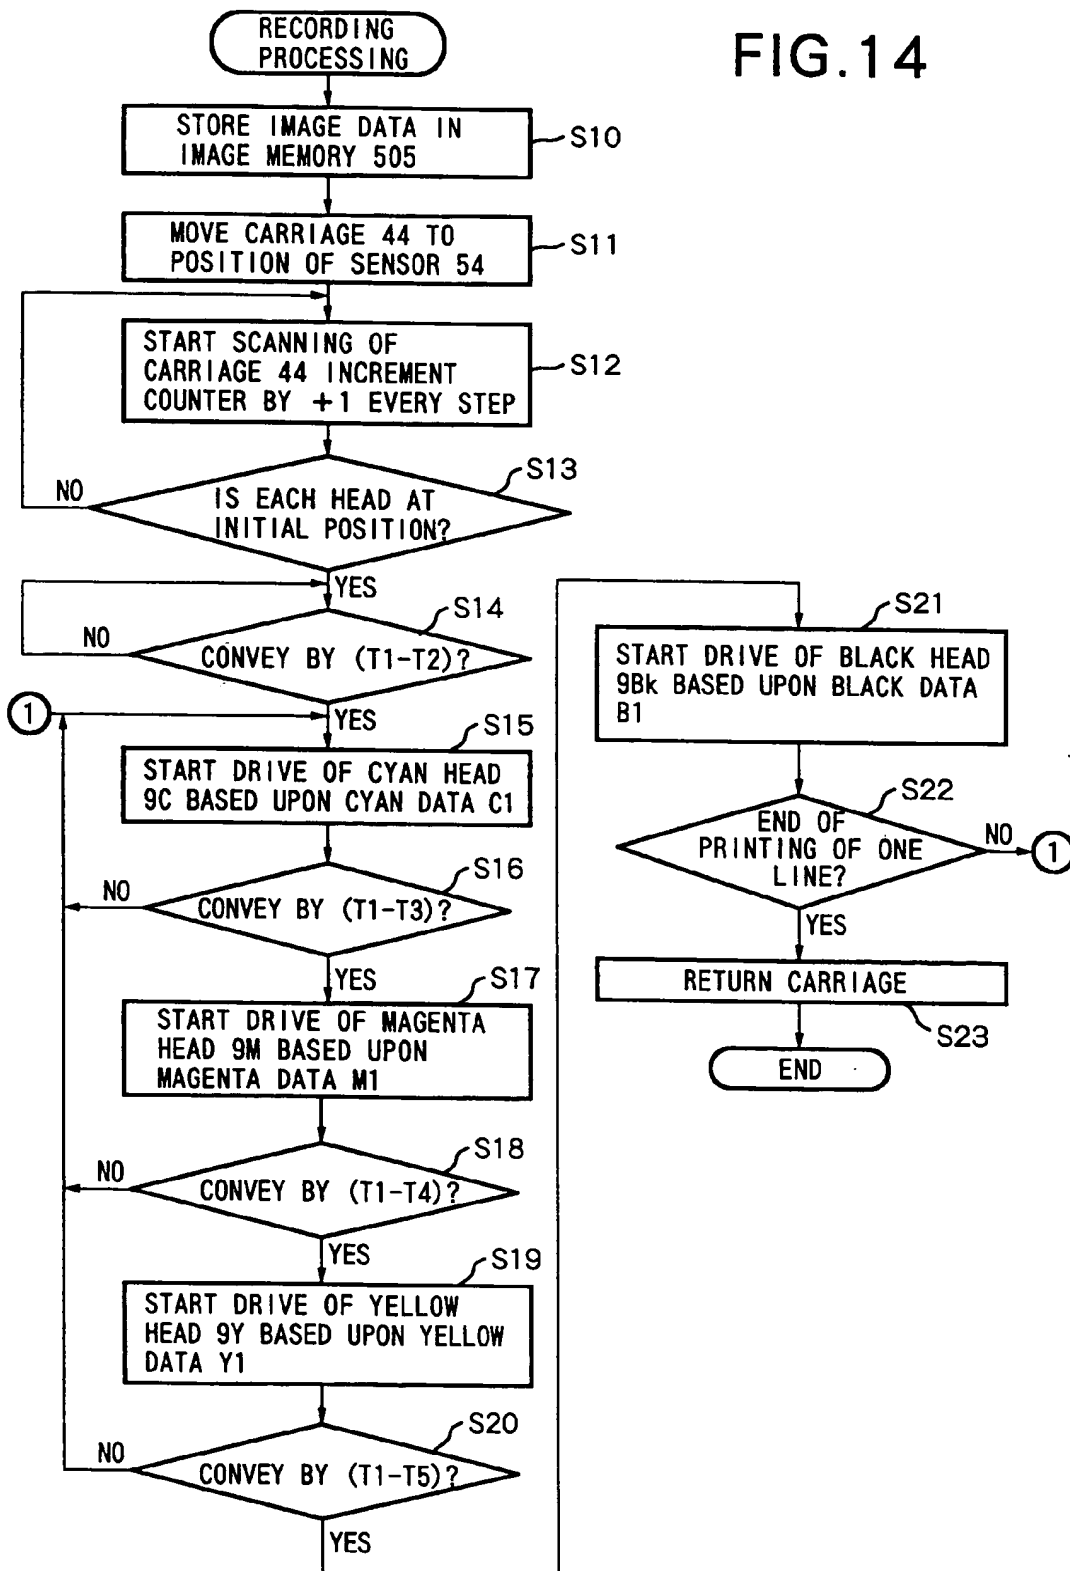 FIG.14
RECORDING
PROCESSING
STORE IMAGE DATA IN
IMAGE MEMORY 505
S10
MOVE CARRIAGE 44 TO
POSITION OF SENSOR 54
S11
START SCANNING OF
CARRIAGE 44 INCREMENT
COUNTER BY +1 EVERY STEP
S12
S13
IS EACH HEAD AT
INITIAL POSITION?
NO
YES
S14
CONVEY BY (T1-T2)?
NO
YES
1
S15
START DRIVE OF CYAN HEAD
9C BASED UPON CYAN DATA C1
S16
CONVEY BY (T1-T3)?
NO
YES
S17
START DRIVE OF MAGENTA
HEAD 9M BASED UPON
MAGENTA DATA M1
S18
CONVEY BY (T1-T4)?
NO
YES
S19
START DRIVE OF YELLOW
HEAD 9Y BASED UPON YELLOW
DATA Y1
S20
CONVEY BY (T1-T5)?
NO
YES
S21
START DRIVE OF BLACK HEAD
9Bk BASED UPON BLACK DATA
B1
S22
END OF
PRINTING OF ONE
LINE?
NO
1
YES
RETURN CARRIAGE
S23
END